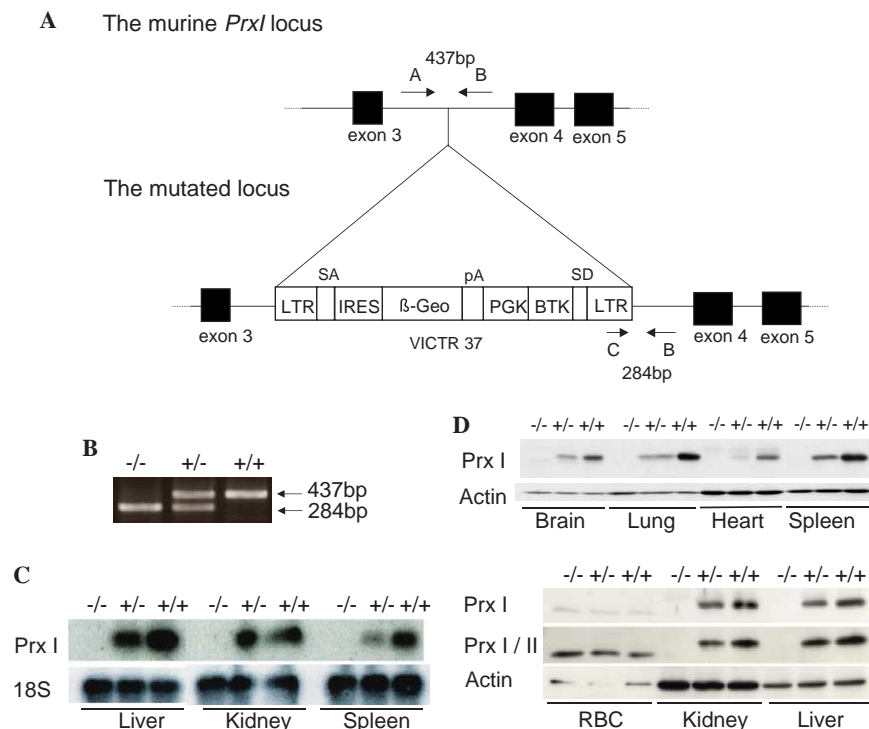 A
The murine PrxI locus
437bp
A B
exon 3 exon 4 exon 5
The mutated locus
SA pA SD
LTR IRES ß-Geo PGK BTK LTR
exon 3 VICTR 37 C B exon 4 exon 5
284bp
B
-/- +/- +/+
437bp
284bp
C
-/- +/- +/+ -/- +/- +/+ -/- +/- +/+
Prx I
18S
Liver Kidney Spleen
D
-/- +/- +/+ -/- +/- +/+ -/- +/- +/+ -/- +/- +/+
Prx I
Actin
Brain Lung Heart Spleen
-/- +/- +/+ -/- +/- +/+ -/- +/- +/+
Prx I
Prx I / II
Actin
RBC Kidney Liver